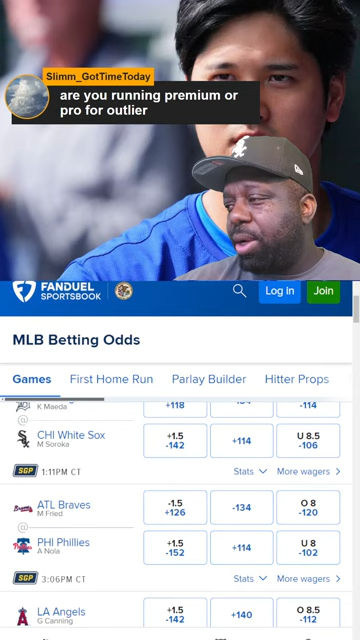 Slimm_GotTimeToday
are you running premium or
pro for outlier
FANDUEL
SPORTSBOOK
Log In
Join
MLB Betting Odds
Games
First Home Run
Parlay Builder
Hitter Props
K Maeda
+118
-114
@
CHI White Sox
M Soroka
+1.5
-142
+114
U 8.5
-106
SGP
1:11PM CT
Stats
More wagers
ATL Braves
M Fried
-1.5
+126
-134
O 8
-120
@
PHI Phillies
A Nola
+1.5
-152
+114
U 8
-102
SGP
3:06PM CT
Stats
More wagers
LA Angels
G Canning
+1.5
-142
+140
O 8.5
-112